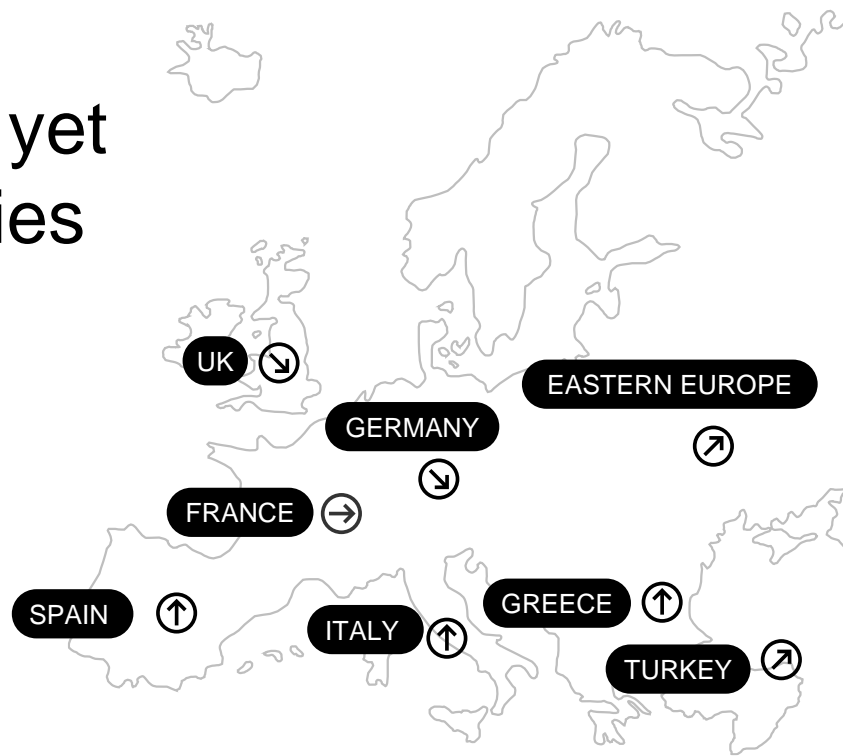 yet
ies
UK
EASTERN EUROPE
GERMANY
FRANCE
SPAIN
ITALY
GREECE
TURKEY